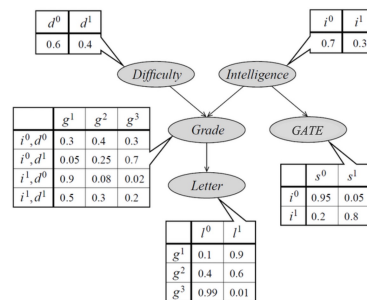 d⁰ d¹
0.6 0.4
i⁰ i¹
0.7 0.3
Difficulty
Intelligence
g¹ g² g³
i⁰,d⁰ 0.3 0.4 0.3
i⁰,d¹ 0.05 0.25 0.7
i¹,d⁰ 0.9 0.08 0.02
i¹,d¹ 0.5 0.3 0.2
Grade
GATE
s⁰ s¹
i⁰ 0.95 0.05
i¹ 0.2 0.8
Letter
l⁰ l¹
g¹ 0.1 0.9
g² 0.4 0.6
g³ 0.99 0.01